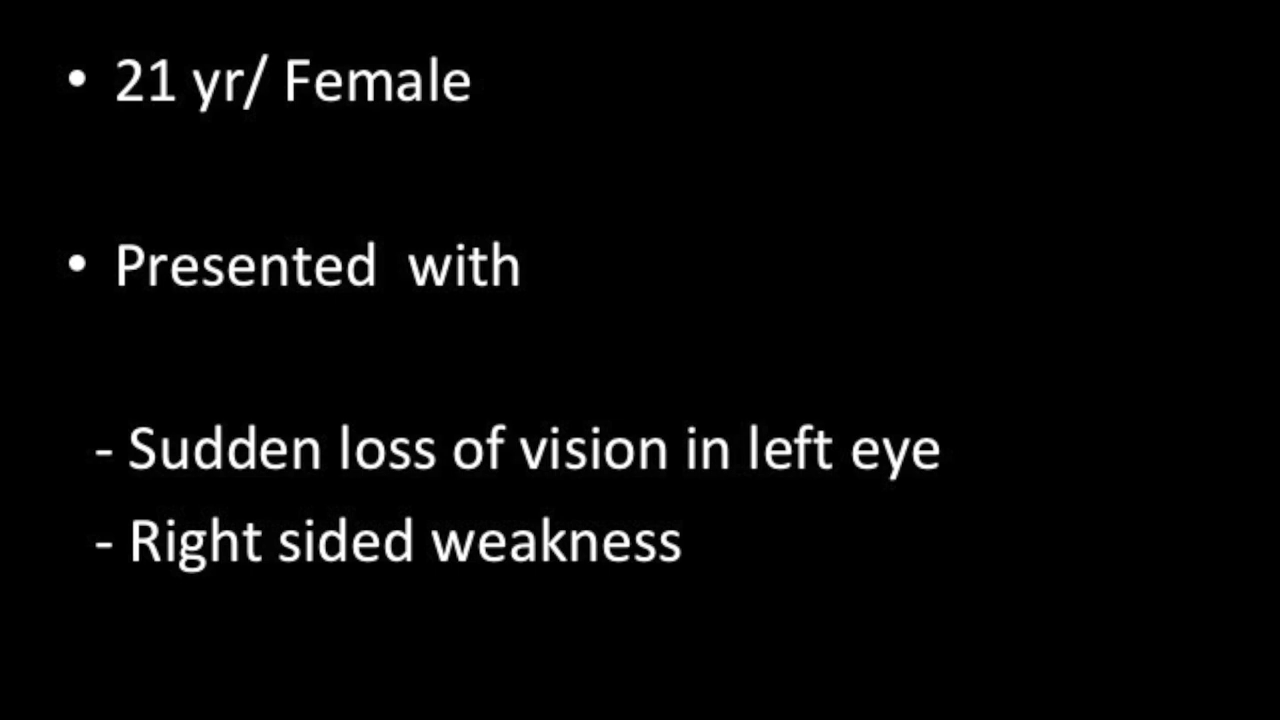 • 21 yr/ Female
• Presented  with
- Sudden loss of vision in left eye
- Right sided weakness